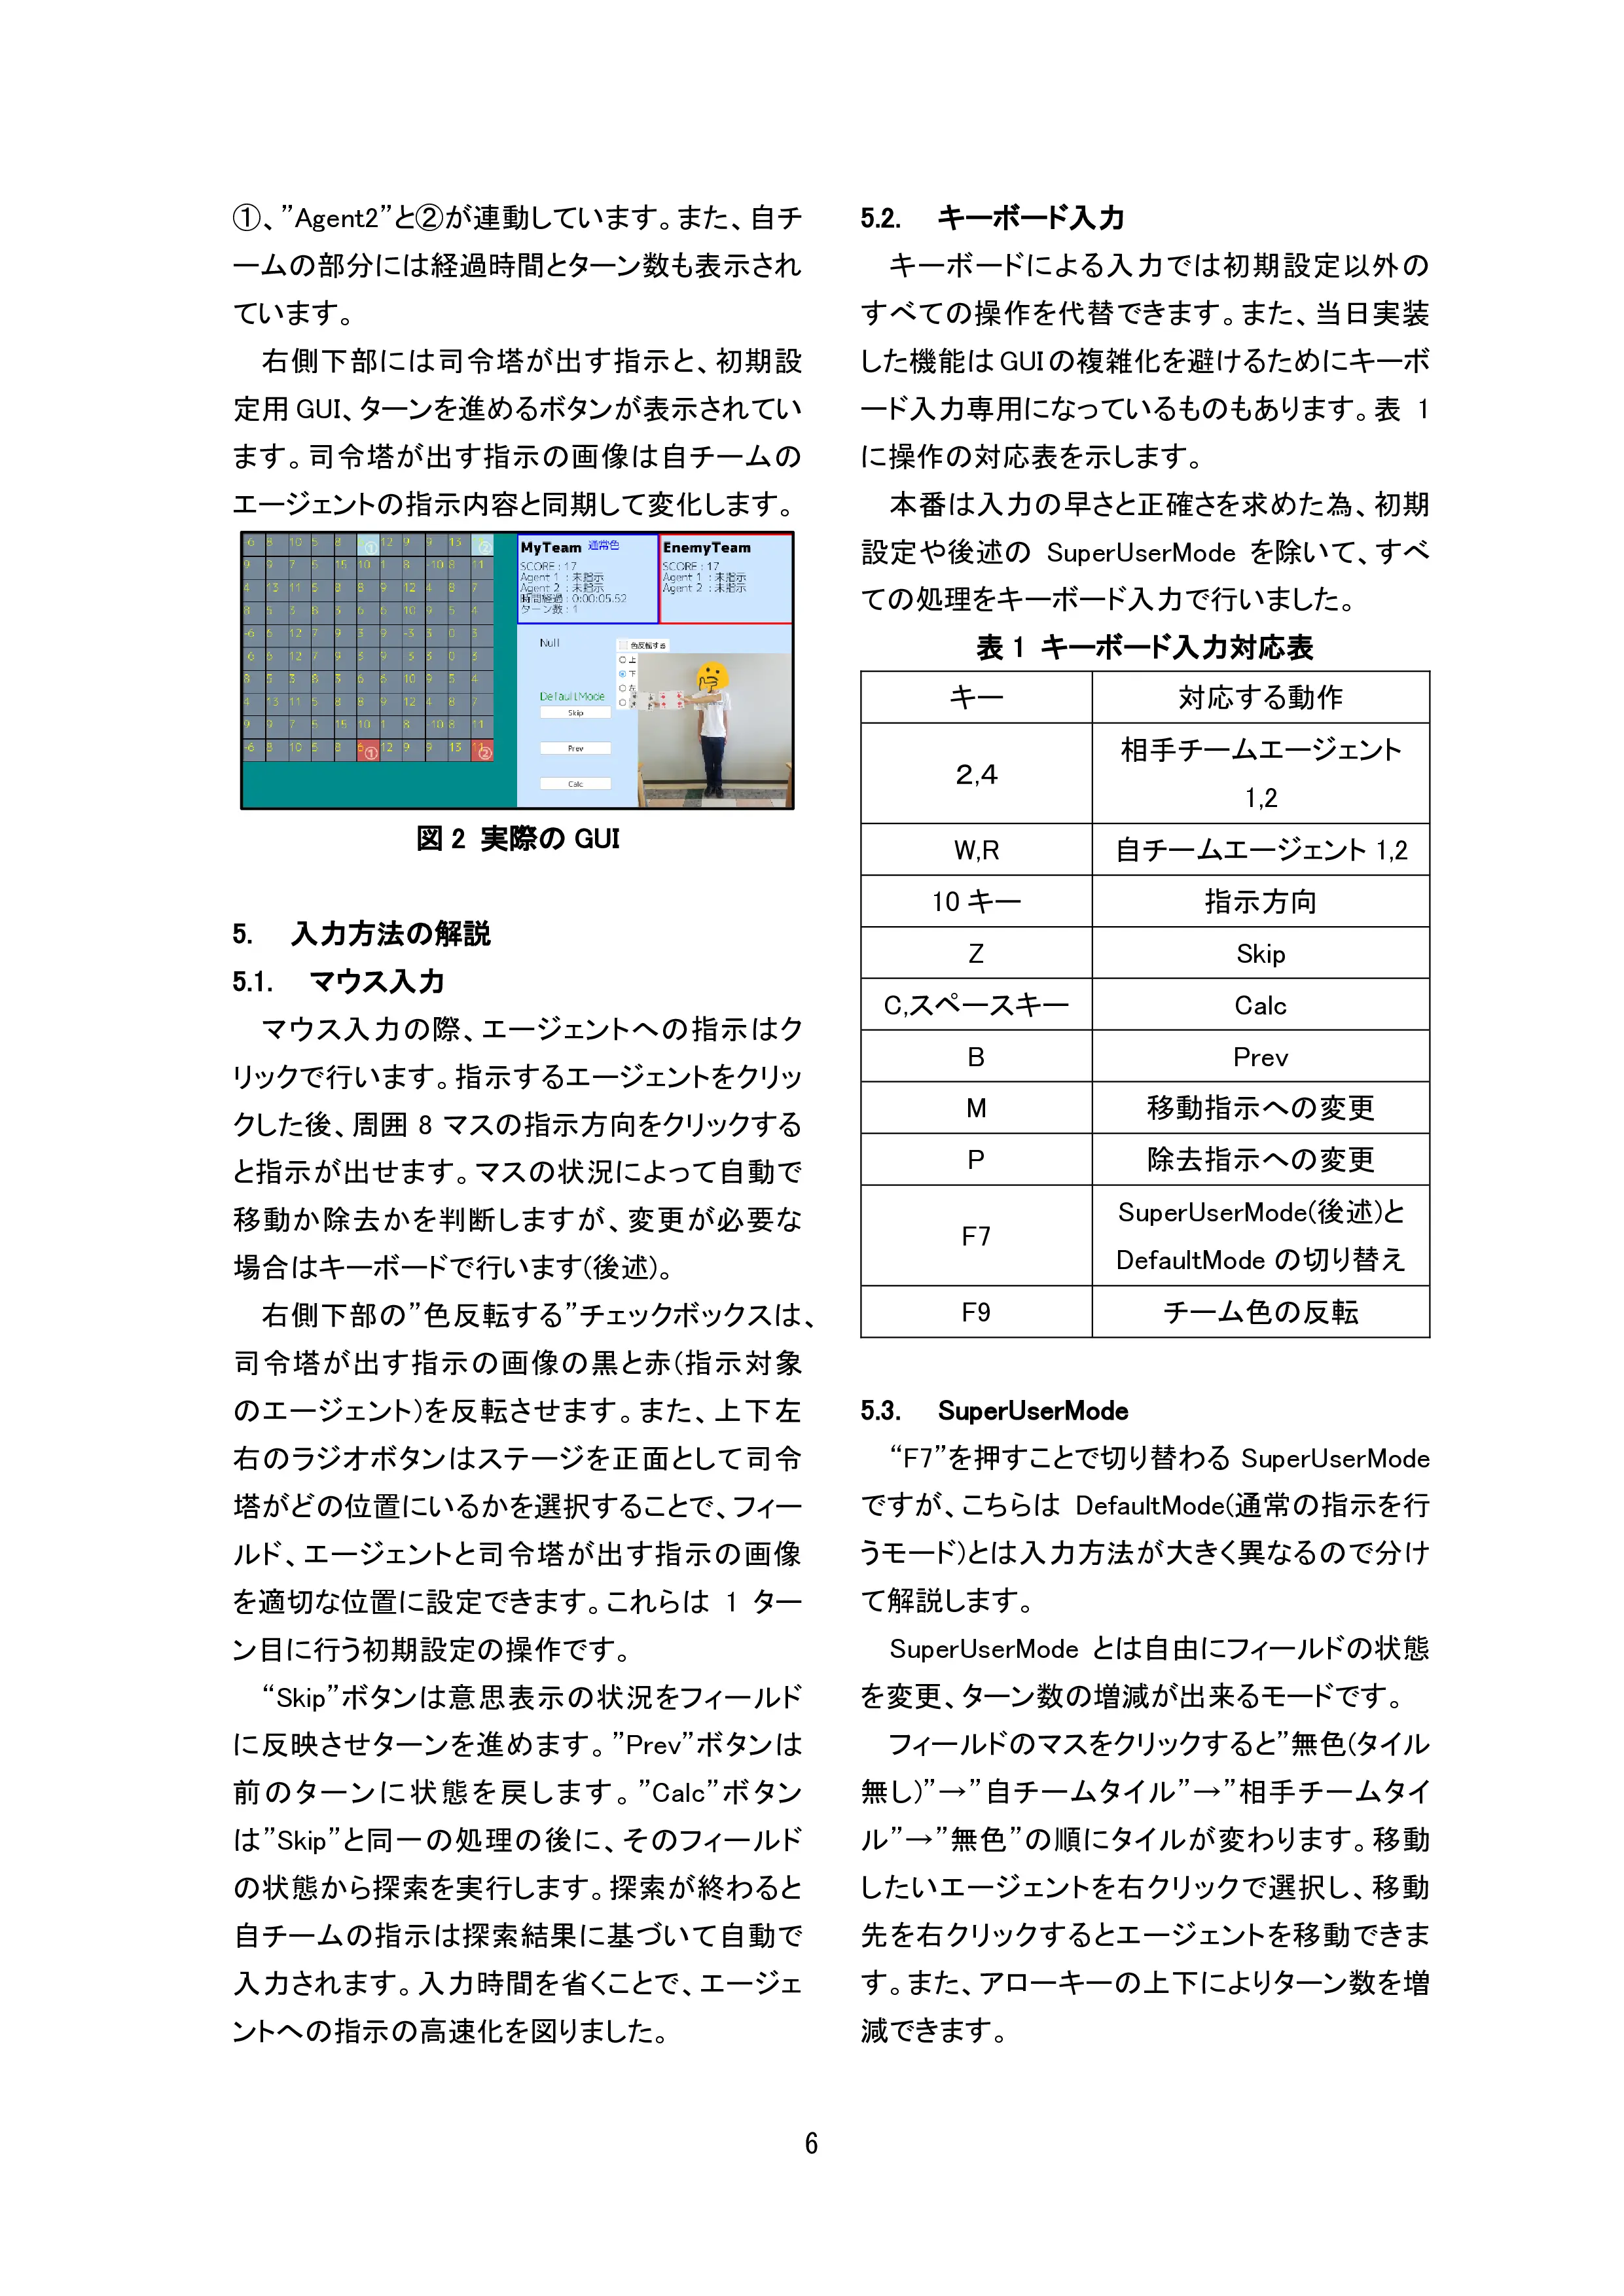 ①、”Agent2”と②が連動しています。また、自チ
ームの部分には経過時間とターン数も表示され
ています。
右側下部には司令塔が出す指示と、初期設
定用 GUI、ターンを進めるボタンが表示されてい
ます。司令塔が出す指示の画像は自チームの
エージェントの指示内容と同期して変化します。
MyTeam 通常色
SCORE : 17
Agent 1 : 未指示
Agent 2 : 未指示
時間経過 : 0:00:05.52
ターン数 : 1
EnemyTeam
SCORE : 17
Agent 1 : 未指示
Agent 2 : 未指示
Null
色反転する
上
下
左
DefaultMode
Skip
Prev
Calc
図 2 実際の GUI
5. 入力方法の解説
5.1. マウス入力
マウス入力の際、エージェントへの指示はク
リックで行います。指示するエージェントをクリッ
クした後、周囲 8 マスの指示方向をクリックする
と指示が出せます。マスの状況によって自動で
移動か除去かを判断しますが、変更が必要な
場合はキーボードで行います(後述)。
右側下部の”色反転する”チェックボックスは、
司令塔が出す指示の画像の黒と赤(指示対象
のエージェント)を反転させます。また、上下左
右のラジオボタンはステージを正面として司令
塔がどの位置にいるかを選択することで、フィー
ルド、エージェントと司令塔が出す指示の画像
を適切な位置に設定できます。これらは 1 ター
ン目に行う初期設定の操作です。
“Skip”ボタンは意思表示の状況をフィールド
に反映させターンを進めます。”Prev”ボタンは
前のターンに状態を戻します。”Calc”ボタン
は”Skip”と同一の処理の後に、そのフィールド
の状態から探索を実行します。探索が終わると
自チームの指示は探索結果に基づいて自動で
入力されます。入力時間を省くことで、エージェ
ントへの指示の高速化を図りました。
5.2. キーボード入力
キーボードによる入力では初期設定以外の
すべての操作を代替できます。また、当日実装
した機能は GUI の複雑化を避けるためにキーボ
ード入力専用になっているものもあります。表 1
に操作の対応表を示します。
本番は入力の早さと正確さを求めた為、初期
設定や後述の SuperUserMode を除いて、すべ
ての処理をキーボード入力で行いました。
表 1 キーボード入力対応表
キー 対応する動作
2,4 相手チームエージェント
1,2
W,R 自チームエージェント 1,2
10 キー 指示方向
Z Skip
C,スペースキー Calc
B Prev
M 移動指示への変更
P 除去指示への変更
F7 SuperUserMode(後述)と
DefaultMode の切り替え
F9 チーム色の反転
5.3. SuperUserMode
“F7”を押すことで切り替わる SuperUserMode
ですが、こちらは DefaultMode(通常の指示を行
うモード)とは入力方法が大きく異なるので分け
て解説します。
SuperUserMode とは自由にフィールドの状態
を変更、ターン数の増減が出来るモードです。
フィールドのマスをクリックすると”無色(タイル
無し)”→”自チームタイル”→”相手チームタイ
ル”→”無色”の順にタイルが変わります。移動
したいエージェントを右クリックで選択し、移動
先を右クリックするとエージェントを移動できま
す。また、アローキーの上下によりターン数を増
減できます。
6